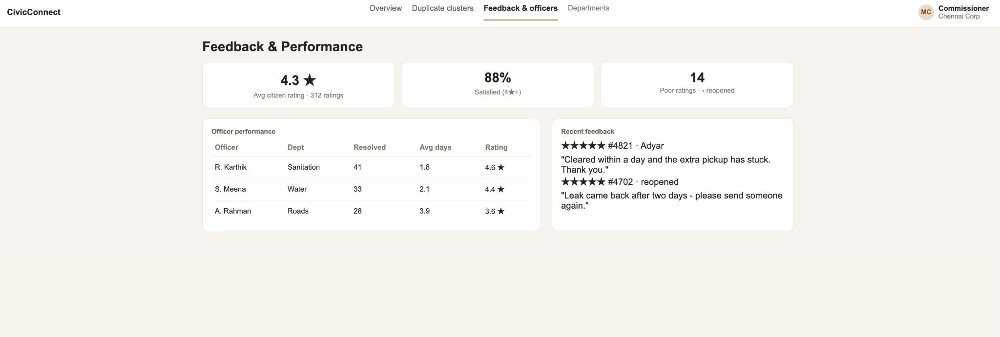 CivicConnect
Overview
Duplicate clusters
Feedback & officers
Departments
MC
Commissioner
Chennai Corp.
Feedback & Performance
4.3 ★
Avg citizen rating · 312 ratings
88%
Satisfied (4★+)
14
Poor ratings → reopened
Officer performance
Officer Dept Resolved Avg days Rating
R. Karthik Sanitation 41 1.8 4.6 ★
S. Meena Water 33 2.1 4.4 ★
A. Rahman Roads 28 3.9 3.6 ★
Recent feedback
★★★★★ #4821 · Adyar
"Cleared within a day and the extra pickup has stuck.
Thank you."
★★★★★ #4702 · reopened
"Leak came back after two days - please send someone
again."